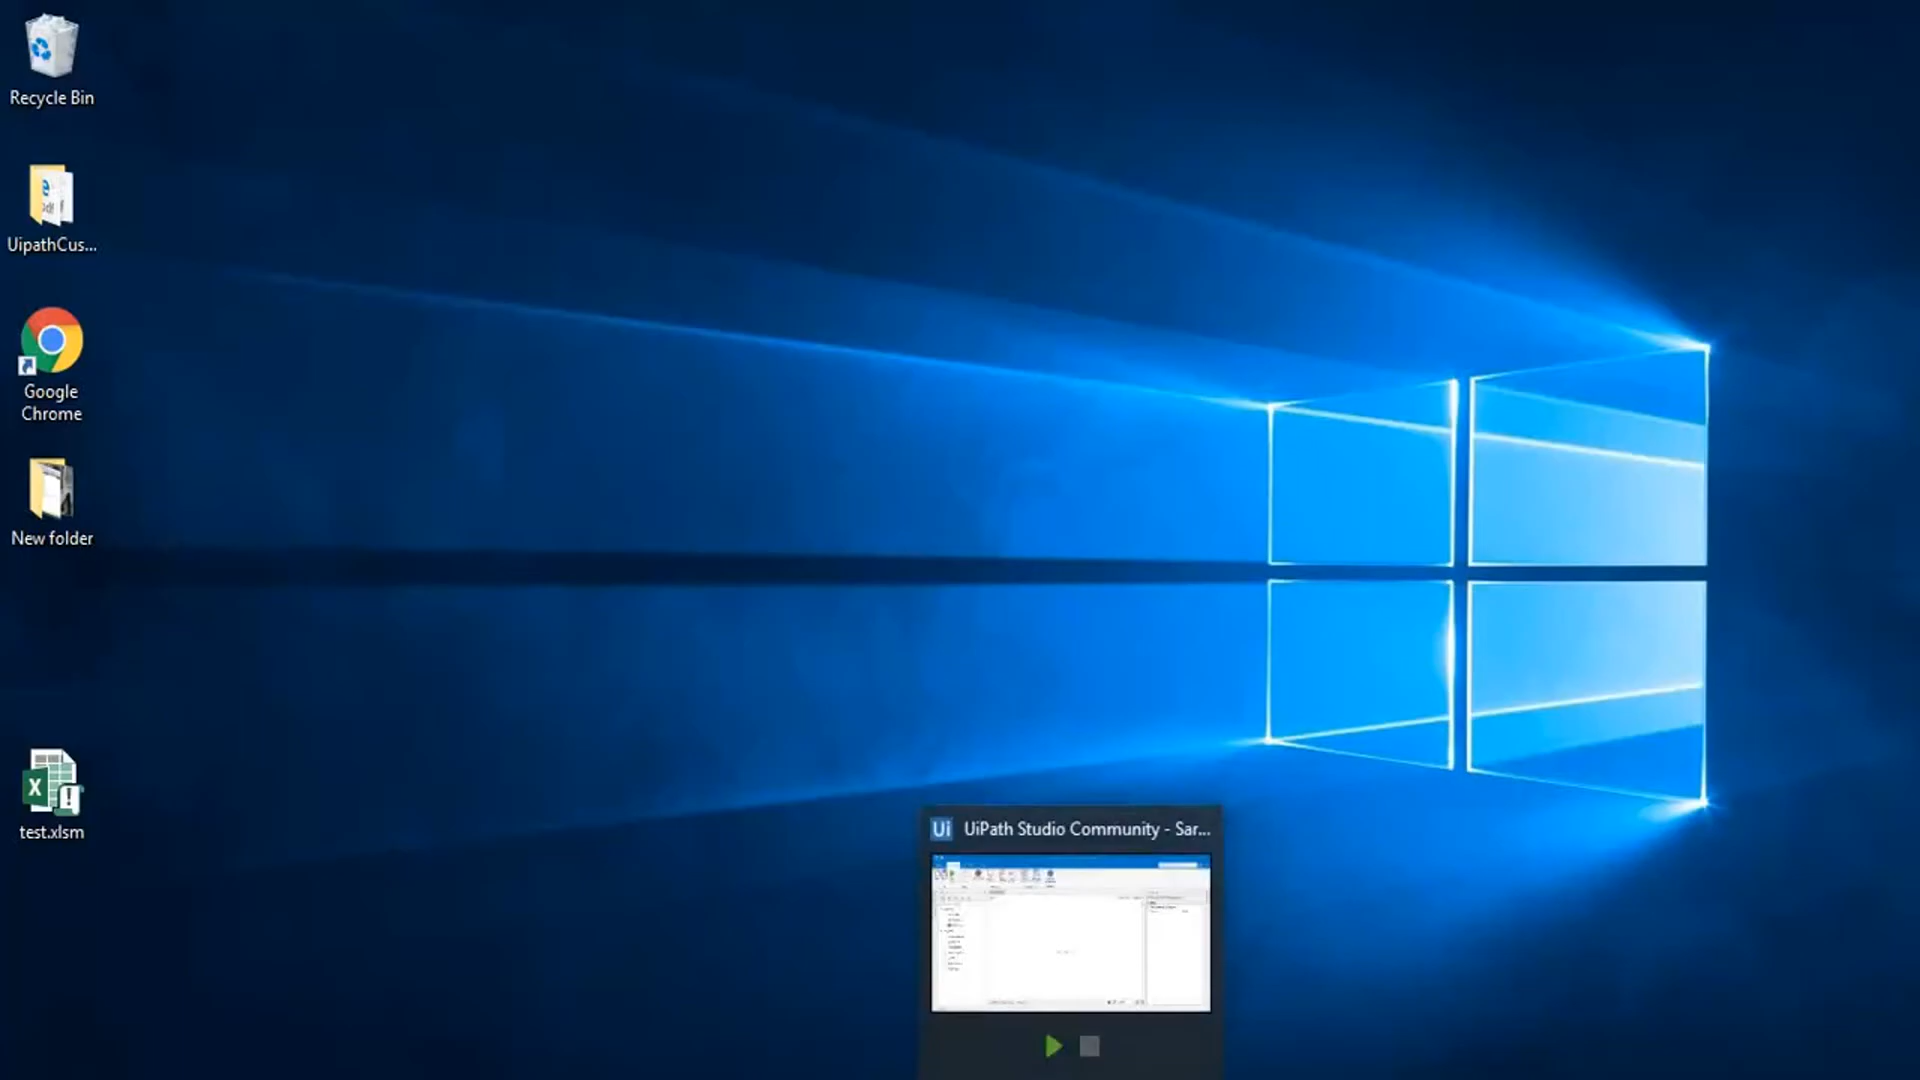 Recycle Bin
UipathCus...
Google
Chrome
New folder
test.xlsm
Ui UiPath Studio Community - Sar...